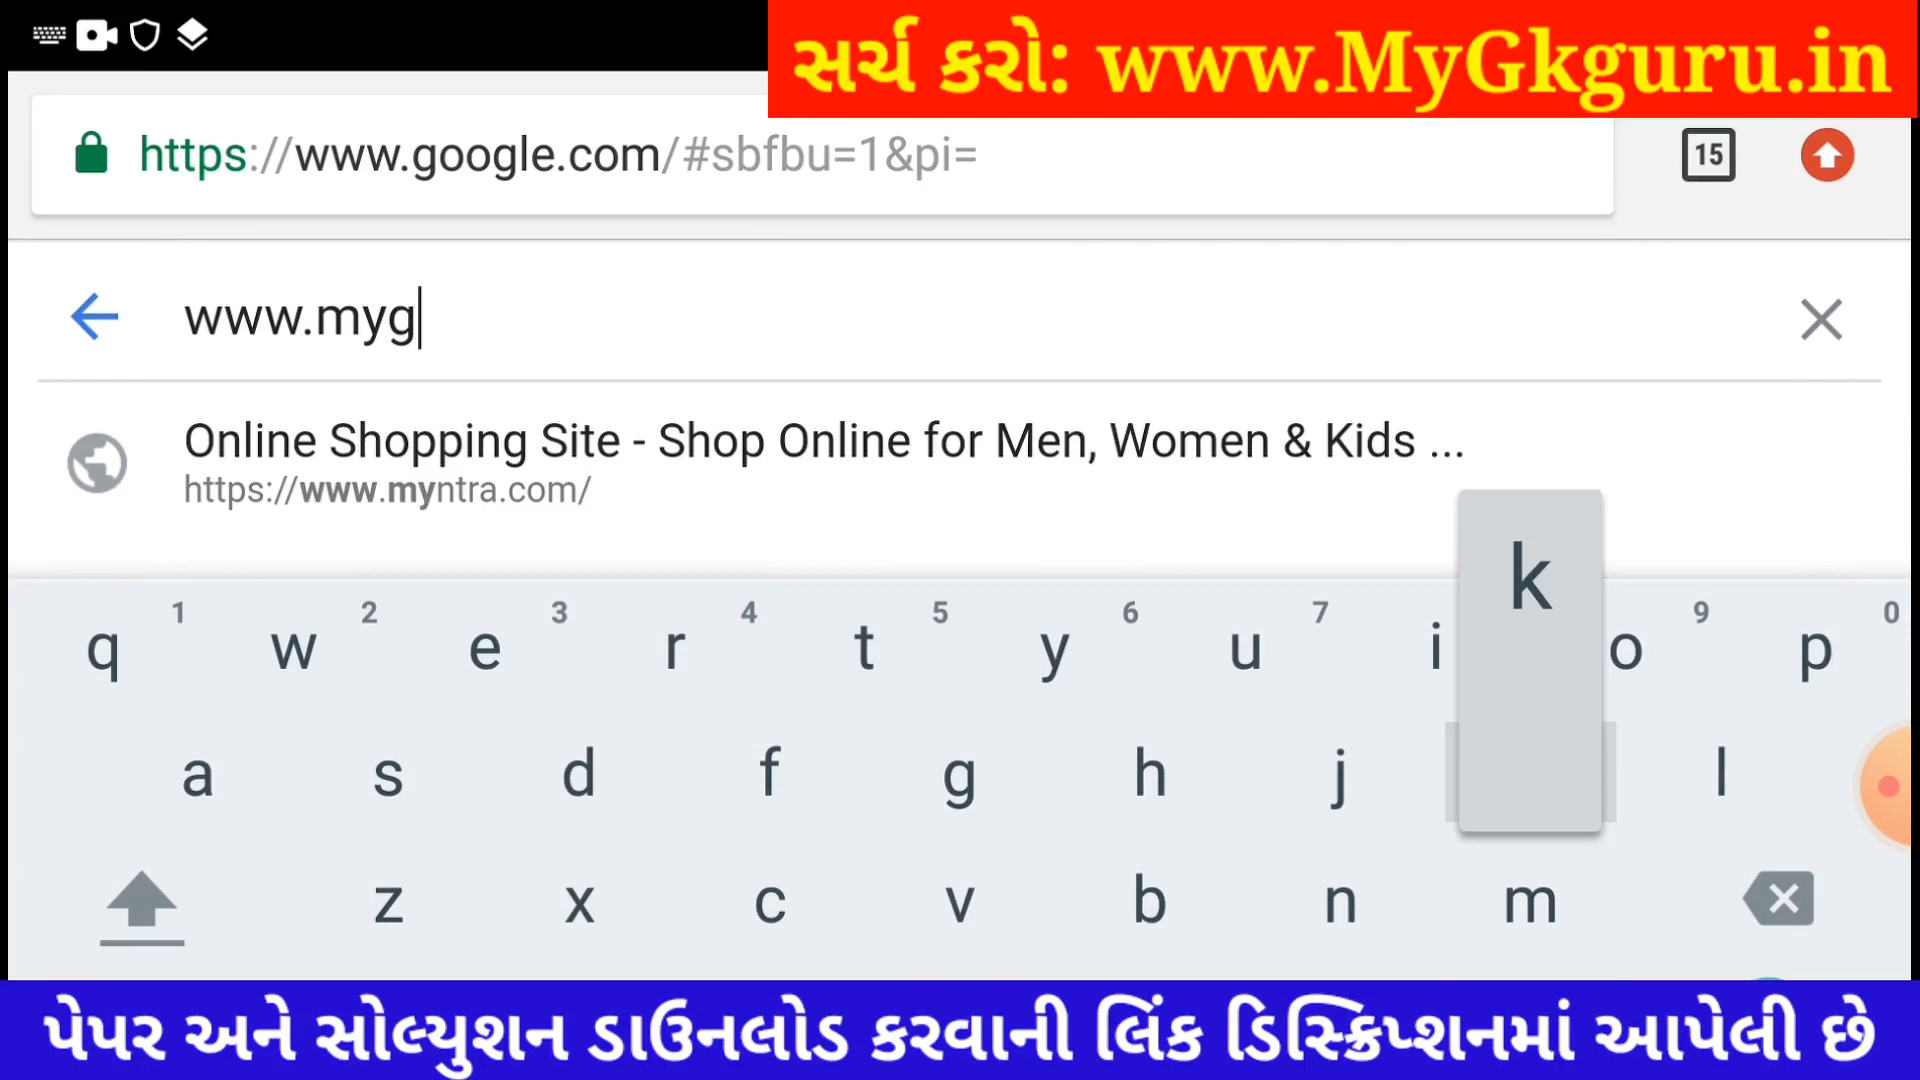 સર્ચ કરો: www.MyGkguru.in
https://www.google.com/#sbfbu=1&pi=
15
www.myg
Online Shopping Site - Shop Online for Men, Women & Kids ...
https://www.myntra.com/
k
1 2 3 4 5 6 7 9 0
q w e r t y u i o p
a s d f g h j l
z x c v b n m
પેપર અને સોલ્યુશન ડાઉનલોડ કરવાની લિંક ડિસ્ક્રિપ્શનમાં આપેલી છે